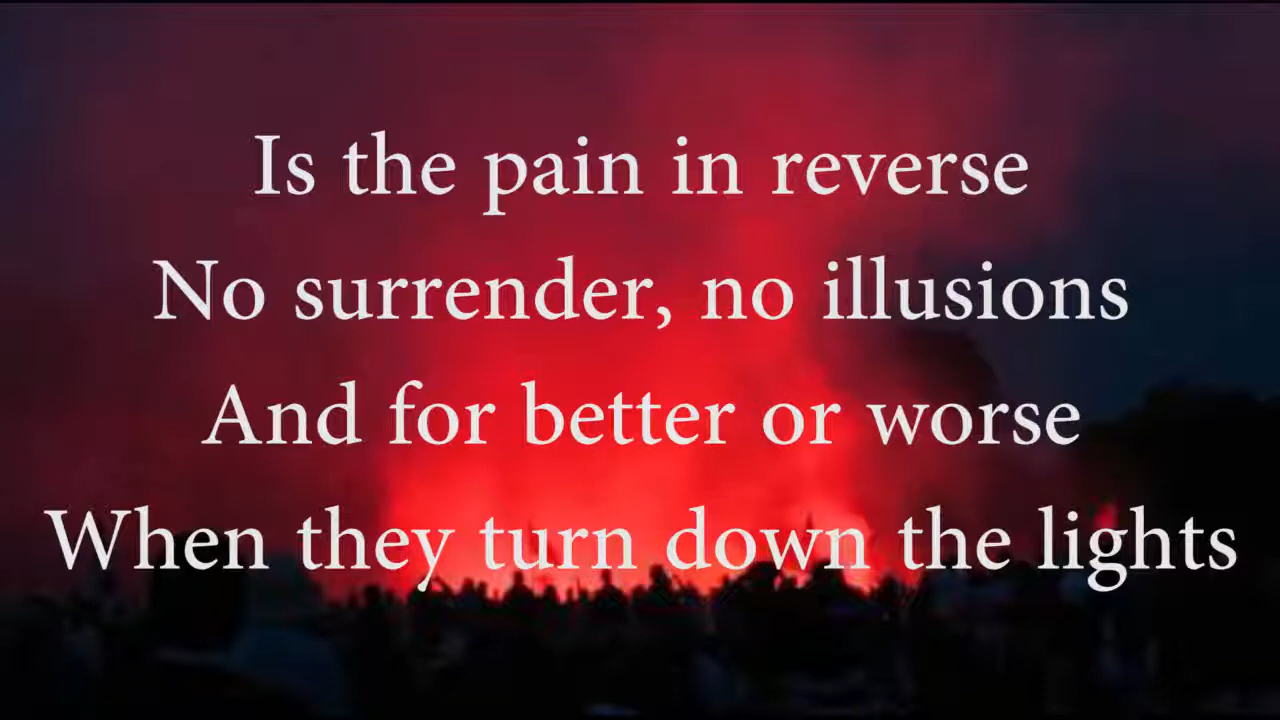 Is the pain in reverse
No surrender, no illusions
And for better or worse
When they turn down the lights